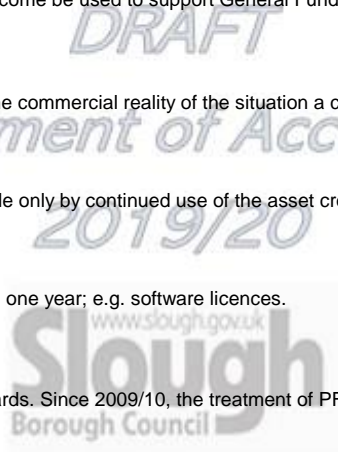 come be used to support General Fund
DRAFT
he commercial reality of the situation a c
ment of Acc
le only by continued use of the asset cre
2019/20
one year; e.g. software licences.
www.slough.gov.uk
Slough
ards. Since 2009/10, the treatment of PF
Borough Council